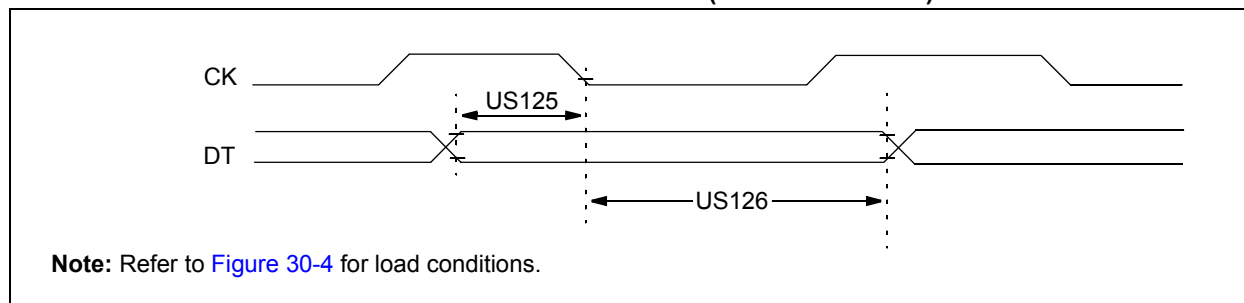 CK
US125
DT
US126
Note: Refer to Figure 30-4 for load conditions.